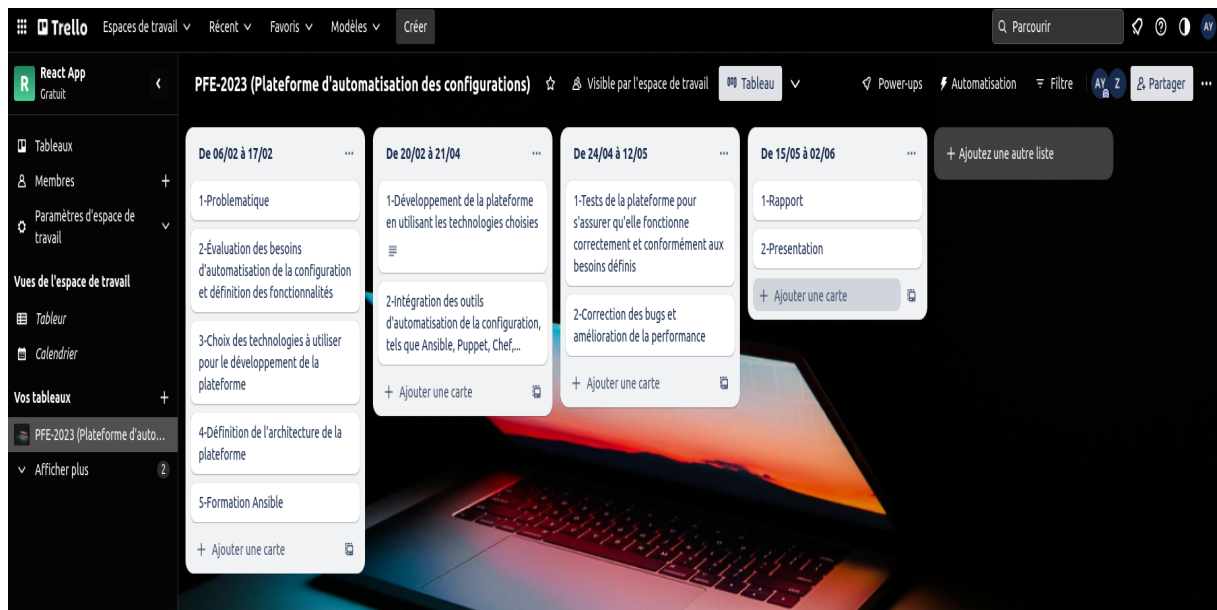 Trello Espaces de travail Récent Favoris Modèles Créer Parcourir AY
R React App
Gratuit
PFE-2023 (Plateforme d'automatisation des configurations) Visible par l'espace de travail Tableau Power-ups Automatisation Filtre AY Z Partager
Tableaux
Membres
Paramètres d'espace de
travail
Vues de l'espace de travail
Tableur
Calendrier
Vos tableaux
PFE-2023 (Plateforme d'auto...
Afficher plus 2
De 06/02 à 17/02
1-Problematique
2-Évaluation des besoins
d'automatisation de la configuration
et définition des fonctionnalités
3-Choix des technologies à utiliser
pour le développement de la
plateforme
4-Définition de l'architecture de la
plateforme
5-Formation Ansible
+ Ajouter une carte
De 20/02 à 21/04
1-Développement de la plateforme
en utilisant les technologies choisies
2-Intégration des outils
d'automatisation de la configuration,
tels que Ansible, Puppet, Chef,...
+ Ajouter une carte
De 24/04 à 12/05
1-Tests de la plateforme pour
s'assurer qu'elle fonctionne
correctement et conformément aux
besoins définis
2-Correction des bugs et
amélioration de la performance
+ Ajouter une carte
De 15/05 à 02/06
1-Rapport
2-Presentation
+ Ajouter une carte
+ Ajoutez une autre liste